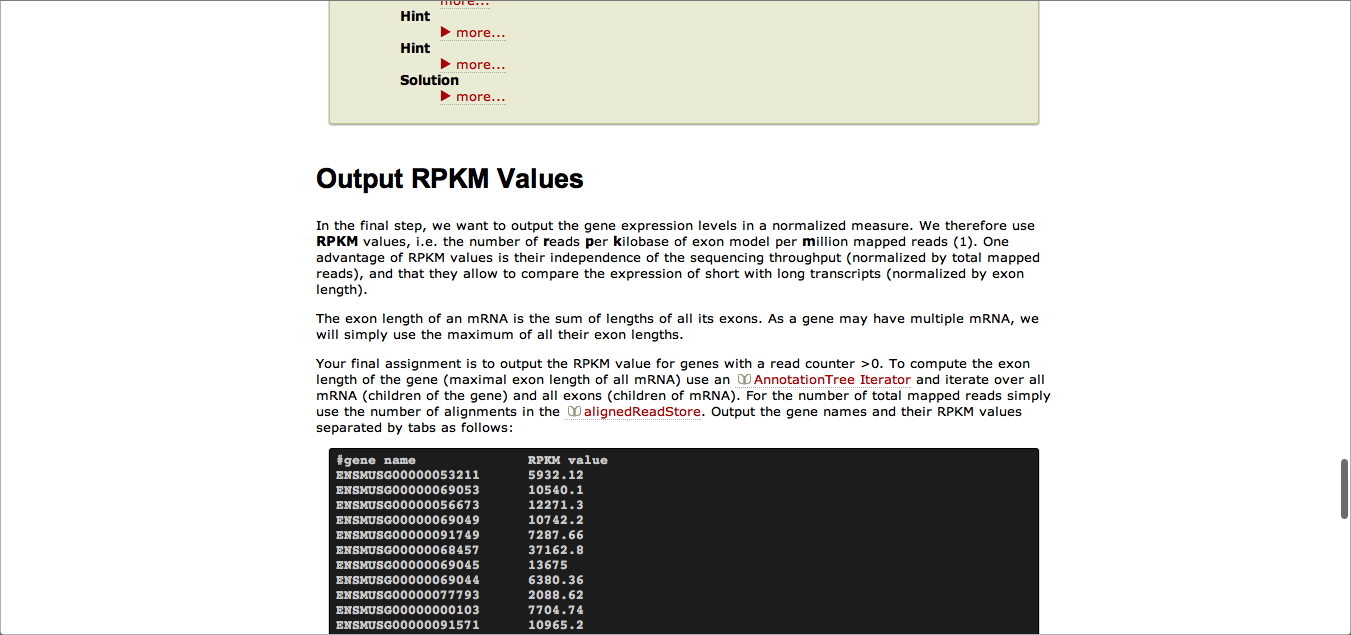 more...
Hint
▶ more...
Hint
▶ more...
Solution
▶ more...
Output RPKM Values
In the final step, we want to output the gene expression levels in a normalized measure. We therefore use
RPKM values, i.e. the number of reads per kilobase of exon model per million mapped reads (1). One
advantage of RPKM values is their independence of the sequencing throughput (normalized by total mapped
reads), and that they allow to compare the expression of short with long transcripts (normalized by exon
length).
The exon length of an mRNA is the sum of lengths of all its exons. As a gene may have multiple mRNA, we
will simply use the maximum of all their exon lengths.
Your final assignment is to output the RPKM value for genes with a read counter >0. To compute the exon
length of the gene (maximal exon length of all mRNA) use an AnnotationTree Iterator and iterate over all
mRNA (children of the gene) and all exons (children of mRNA). For the number of total mapped reads simply
use the number of alignments in the alignedReadStore. Output the gene names and their RPKM values
separated by tabs as follows:
#gene name RPKM value
ENSMUSG00000053211 5932.12
ENSMUSG00000069053 10540.1
ENSMUSG00000056673 12271.3
ENSMUSG00000069049 10742.2
ENSMUSG00000091749 7287.66
ENSMUSG00000068457 37162.8
ENSMUSG00000069045 13675
ENSMUSG00000069044 6380.36
ENSMUSG00000077793 2088.62
ENSMUSG00000000103 7704.74
ENSMUSG00000091571 10965.2